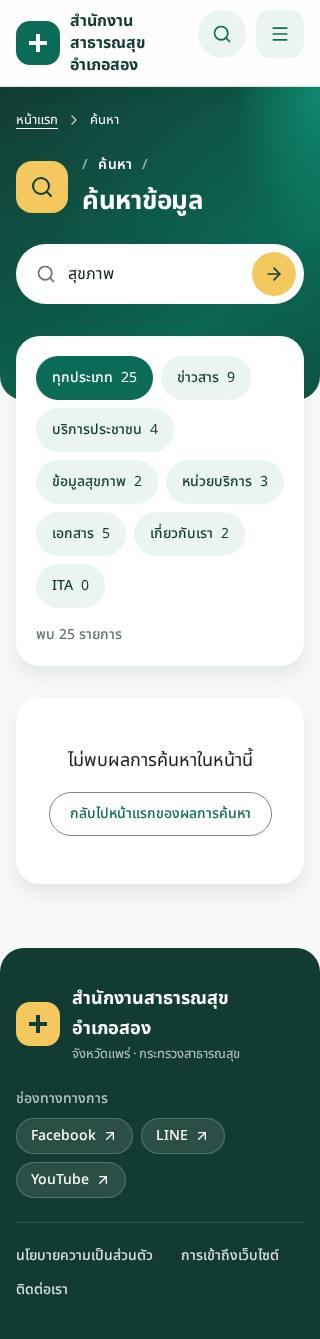 สำนักงาน
สาธารณสุข
อำเภอสอง
หน้าแรก > ค้นหา
/ ค้นหา /
ค้นหาข้อมูล
สุขภาพ
ทุกประเภท 25 ข่าวสาร 9
บริการประชาชน 4
ข้อมูลสุขภาพ 2 หน่วยบริการ 3
เอกสาร 5 เกี่ยวกับเรา 2
ITA 0
พบ 25 รายการ
ไม่พบผลการค้นหาในหน้านี้
กลับไปหน้าแรกของผลการค้นหา
สำนักงานสาธารณสุข
อำเภอสอง
จังหวัดแพร่ · กระทรวงสาธารณสุข
ช่องทางทางการ
Facebook LINE
YouTube
นโยบายความเป็นส่วนตัว การเข้าถึงเว็บไซต์
ติดต่อเรา